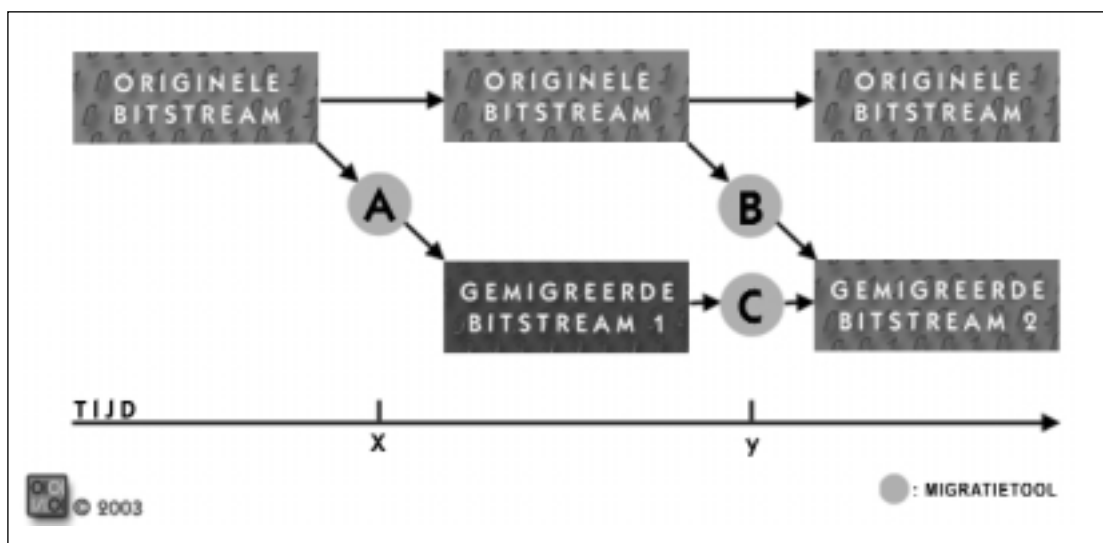 ORIGINELE
BITSTREAM
ORIGINELE
BITSTREAM
ORIGINELE
BITSTREAM
A
B
GEMIGREERDE
BITSTREAM 1
C
GEMIGREERDE
BITSTREAM 2
TIJD
X
y
© 2003
: MIGRATIETOOL